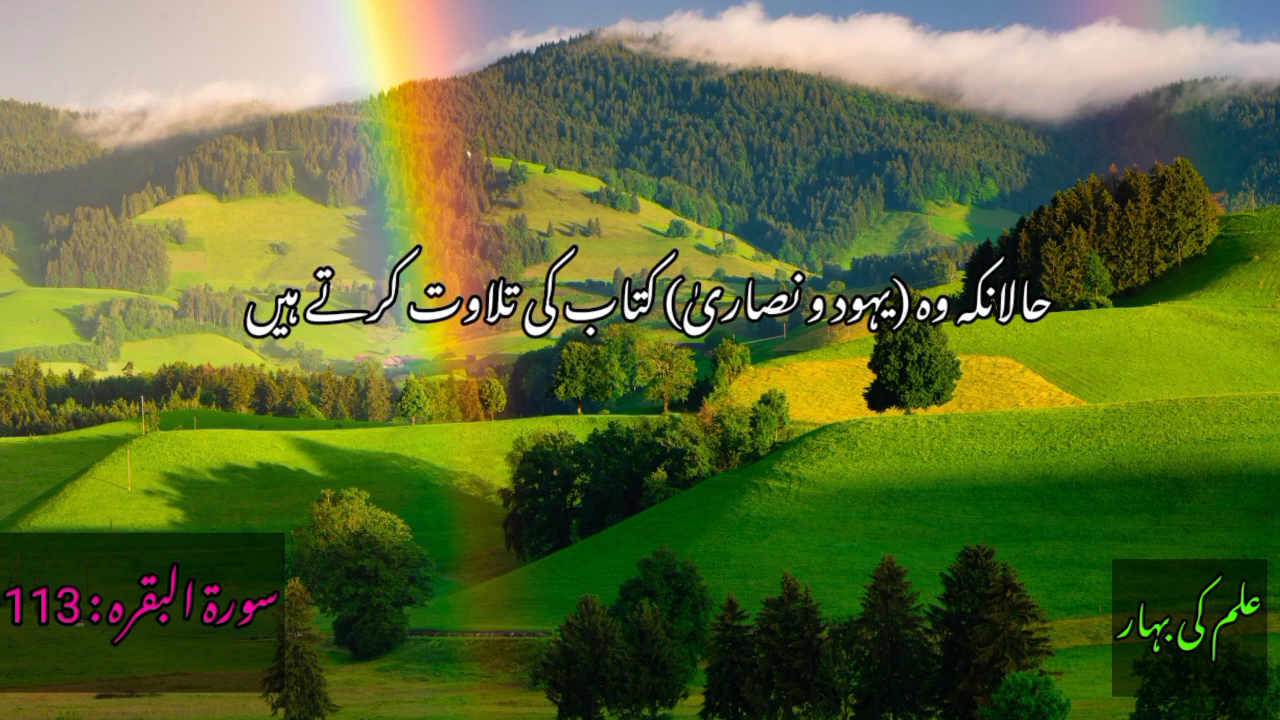 حالانکہ وہ (یہود و نصاریٰ) کتاب کی تلاوت کرتے ہیں
سورۃ البقرہ : 113
علم کی بہار